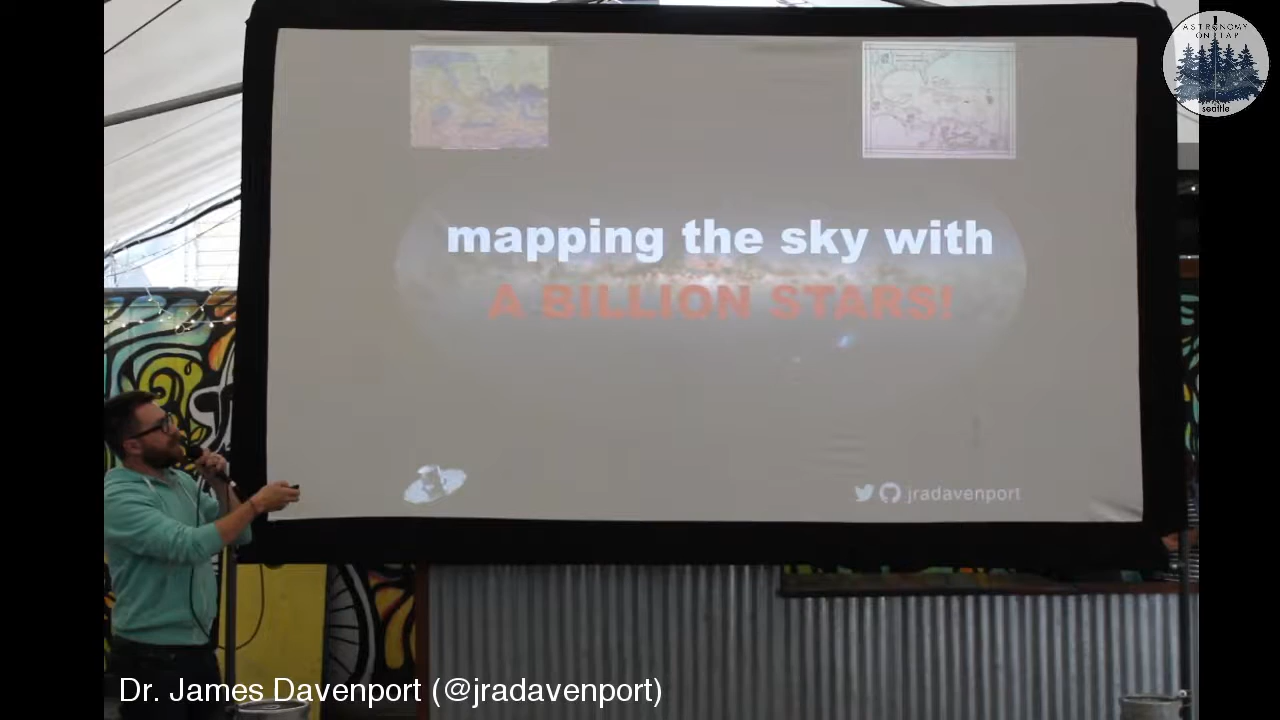 ASTRONOMY
ON TAP
seattle
mapping the sky with
A BILLION STARS!
jradavenport
Dr. James Davenport (@jradavenport)